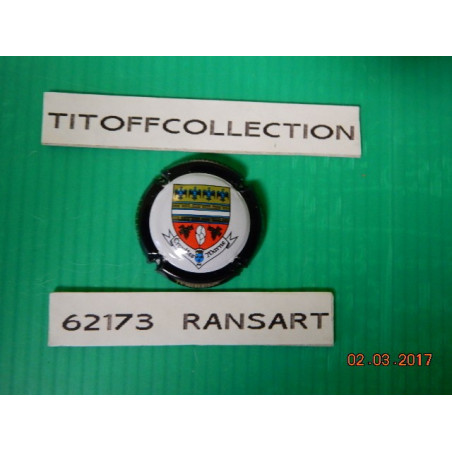 TITOFFCOLLECTION
62173 RANSART
02.03.2017